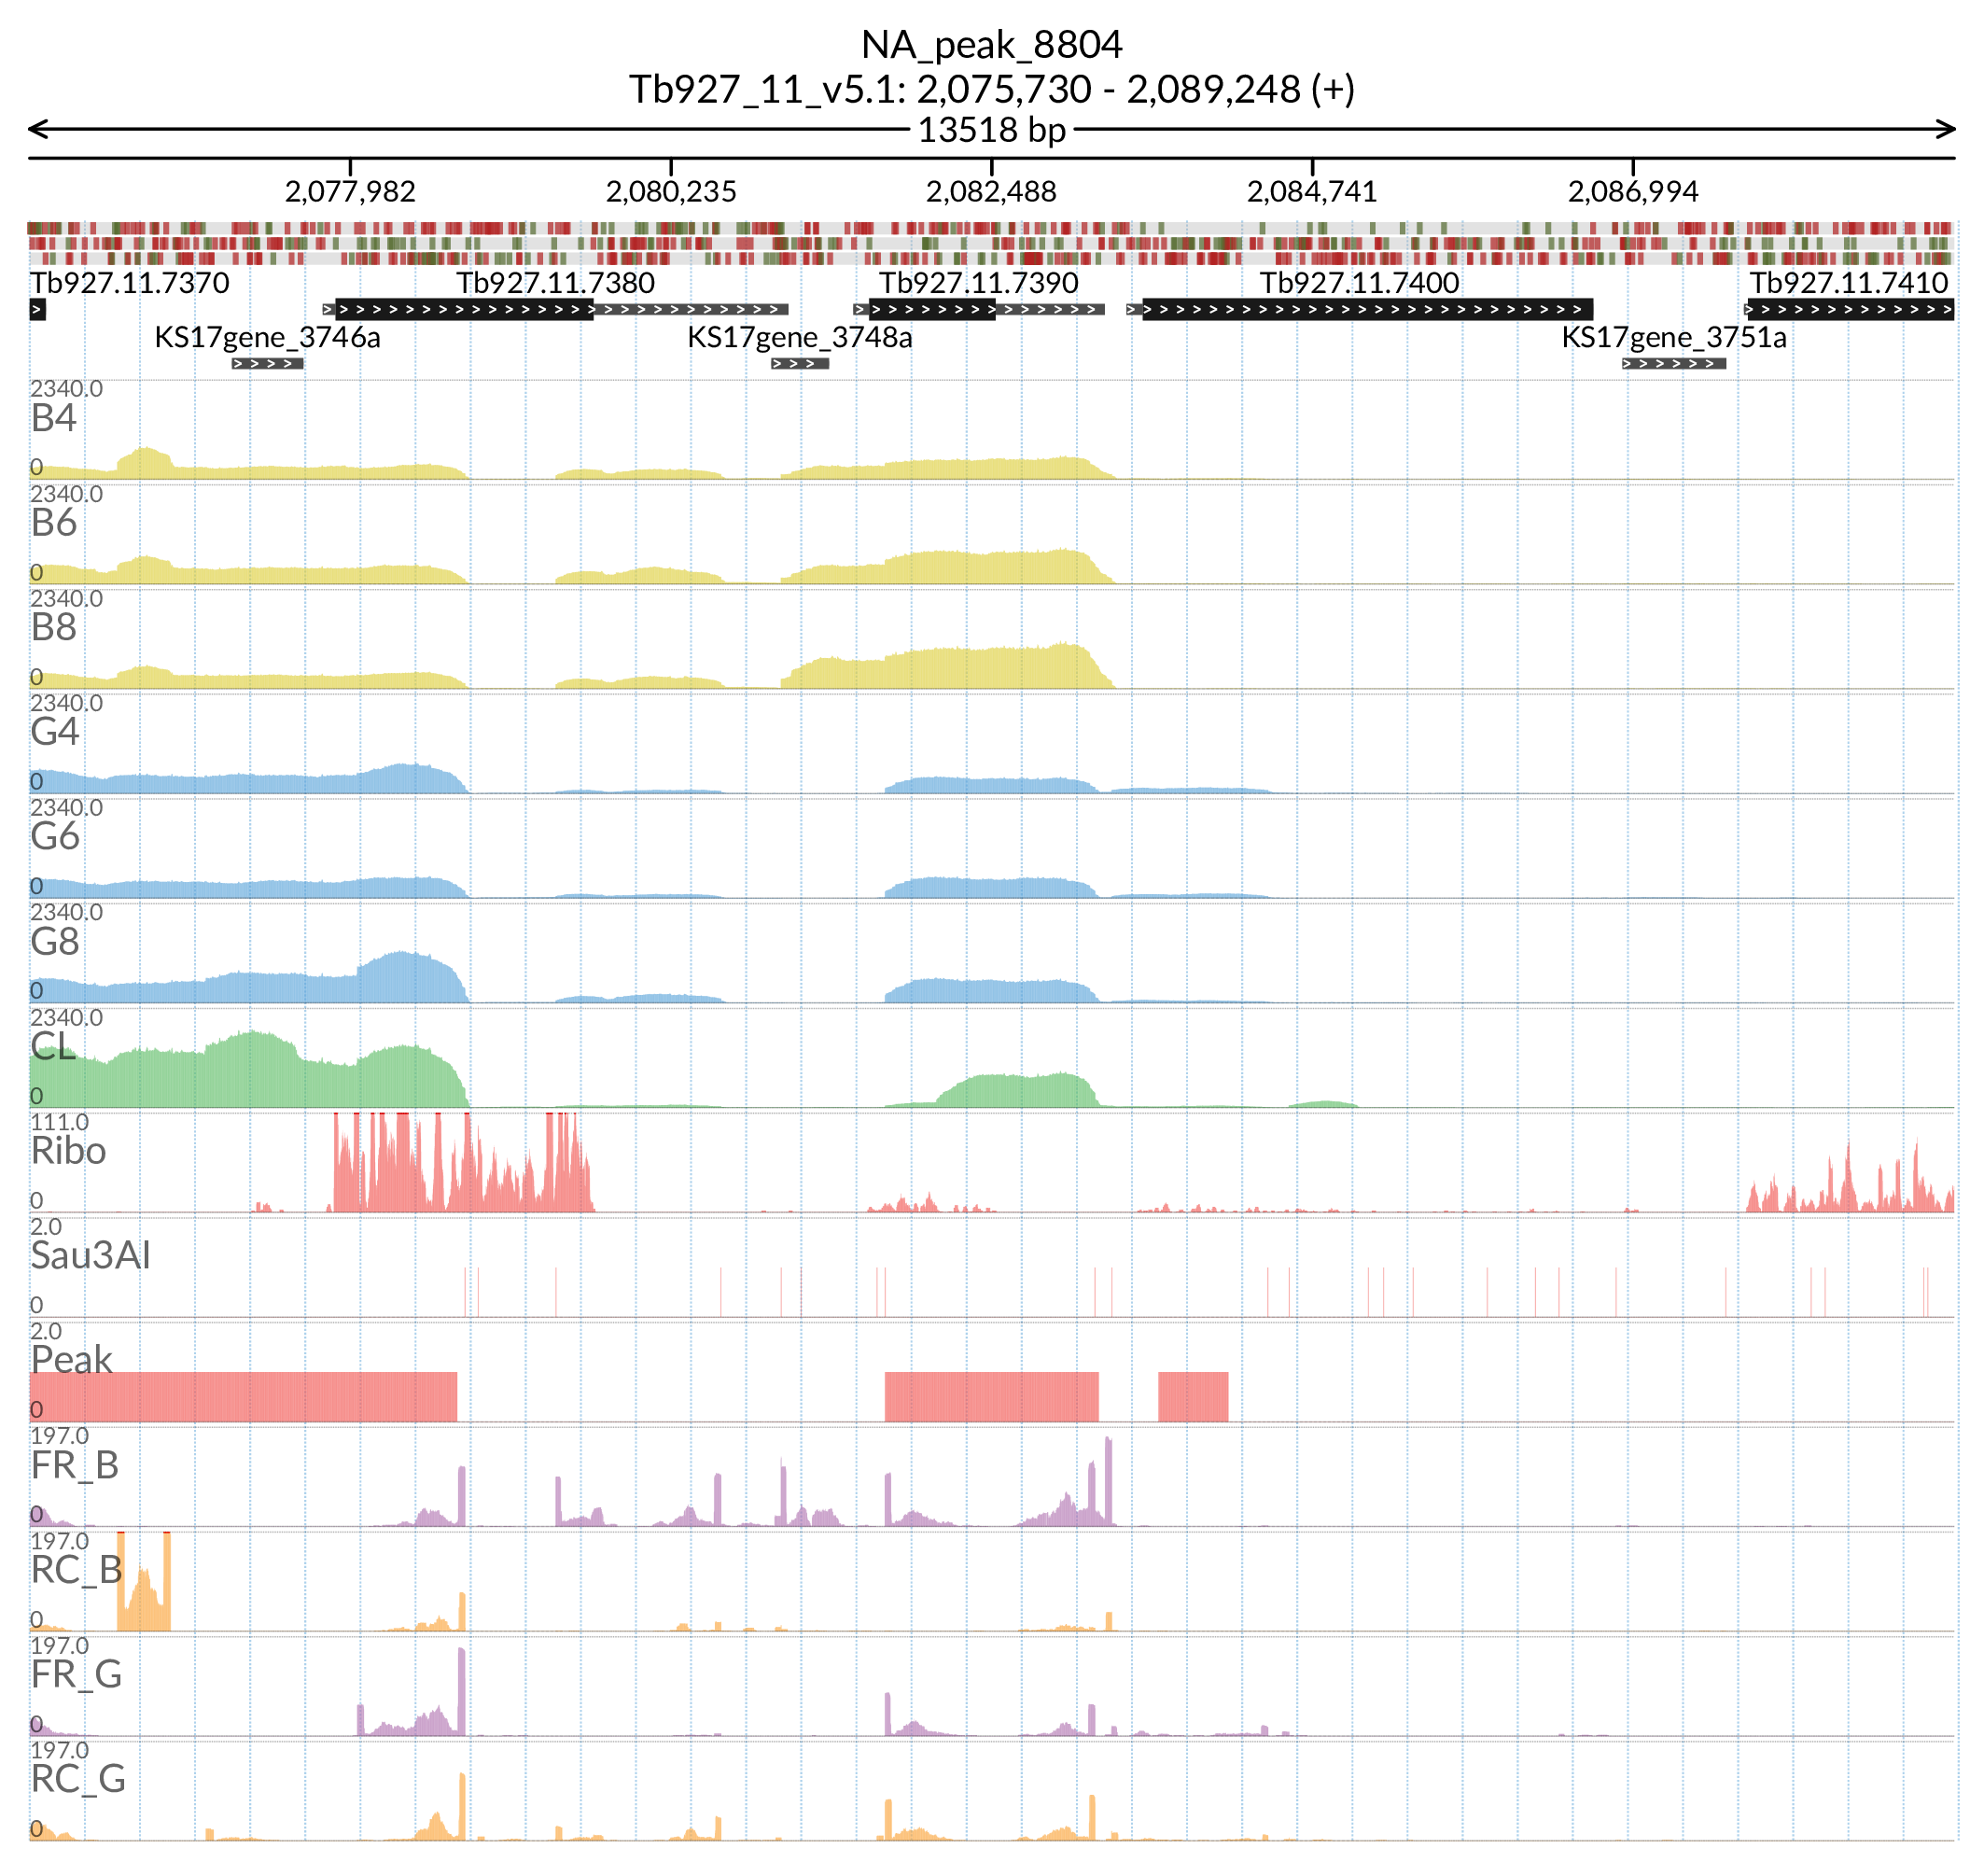 NA_peak_8804
Tb927_11_v5.1: 2,075,730 - 2,089,248 (+)
13518 bp
2,077,982 2,080,235 2,082,488 2,084,741 2,086,994
Tb927.11.7370 Tb927.11.7380 Tb927.11.7390 Tb927.11.7400 Tb927.11.7410
KS17gene_3746a KS17gene_3748a KS17gene_3751a
2340.0
B4
0
2340.0
B6
0
2340.0
B8
0
2340.0
G4
0
2340.0
G6
0
2340.0
G8
0
2340.0
CL
0
111.0
Ribo
0
2.0
Sau3AI
0
2.0
Peak
0
197.0
FR_B
0
197.0
RC_B
0
197.0
FR_G
0
197.0
RC_G
0